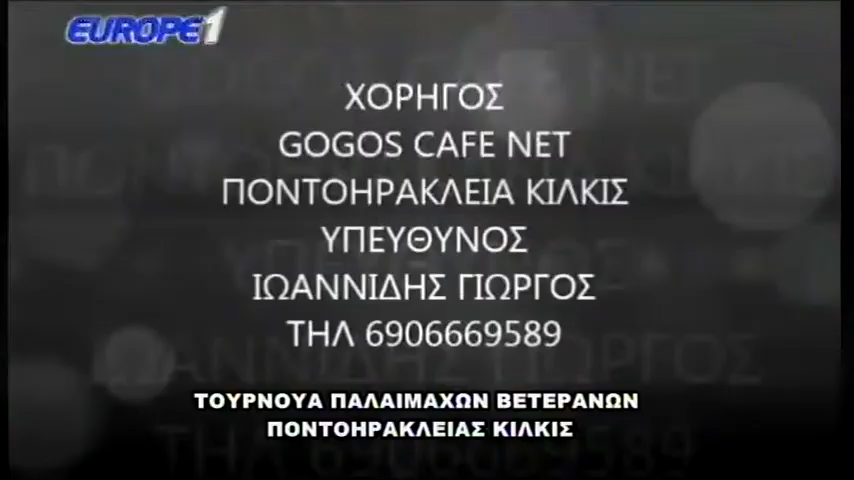 EUROPE1
ΧΟΡΗΓΟΣ
GOGOS CAFE NET
ΠΟΝΤΟΗΡΑΚΛΕΙΑ ΚΙΛΚΙΣ
ΥΠΕΥΘΥΝΟΣ
ΙΩΑΝΝΙΔΗΣ ΓΙΩΡΓΟΣ
ΤΗΛ 6906669589
ΤΟΥΡΝΟΥΑ ΠΑΛΑΙΜΑΧΩΝ ΒΕΤΕΡΑΝΩΝ
ΠΟΝΤΟΗΡΑΚΛΕΙΑΣ ΚΙΛΚΙΣ